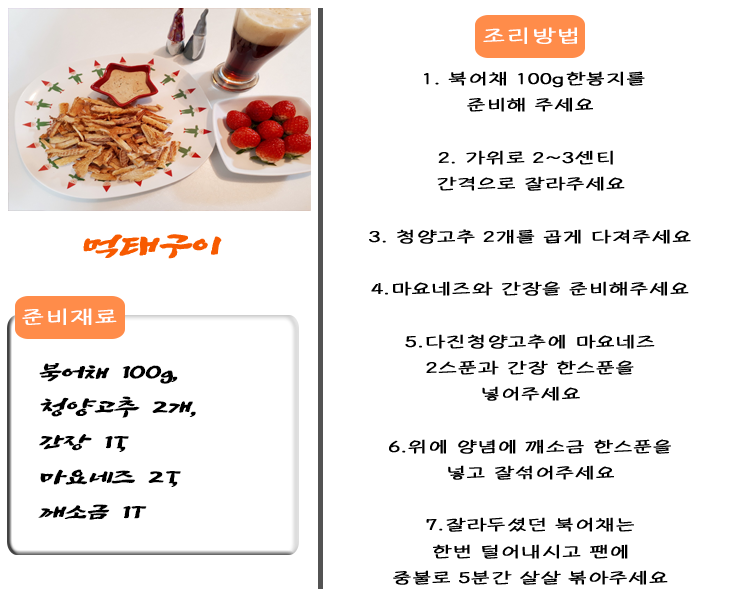 먹태구이
준비재료
북어채 100g,
청양고추 2개,
간장 1T,
마요네즈 2T,
깨소금 1T
조리방법
1. 북어채 100g한봉지를
준비해 주세요
2. 가위로 2~3센티
간격으로 잘라주세요
3. 청양고추 2개를 곱게 다져주세요
4.마요네즈와 간장을 준비해주세요
5.다진청양고추에 마요네즈
2스푼과 간장 한스푼을
넣어주세요
6.위에 양념에 깨소금 한스푼을
넣고 잘섞어주세요
7.잘라두셨던 북어채는
한번 털어내시고 팬에
중불로 5분간 살살 볶아주세요